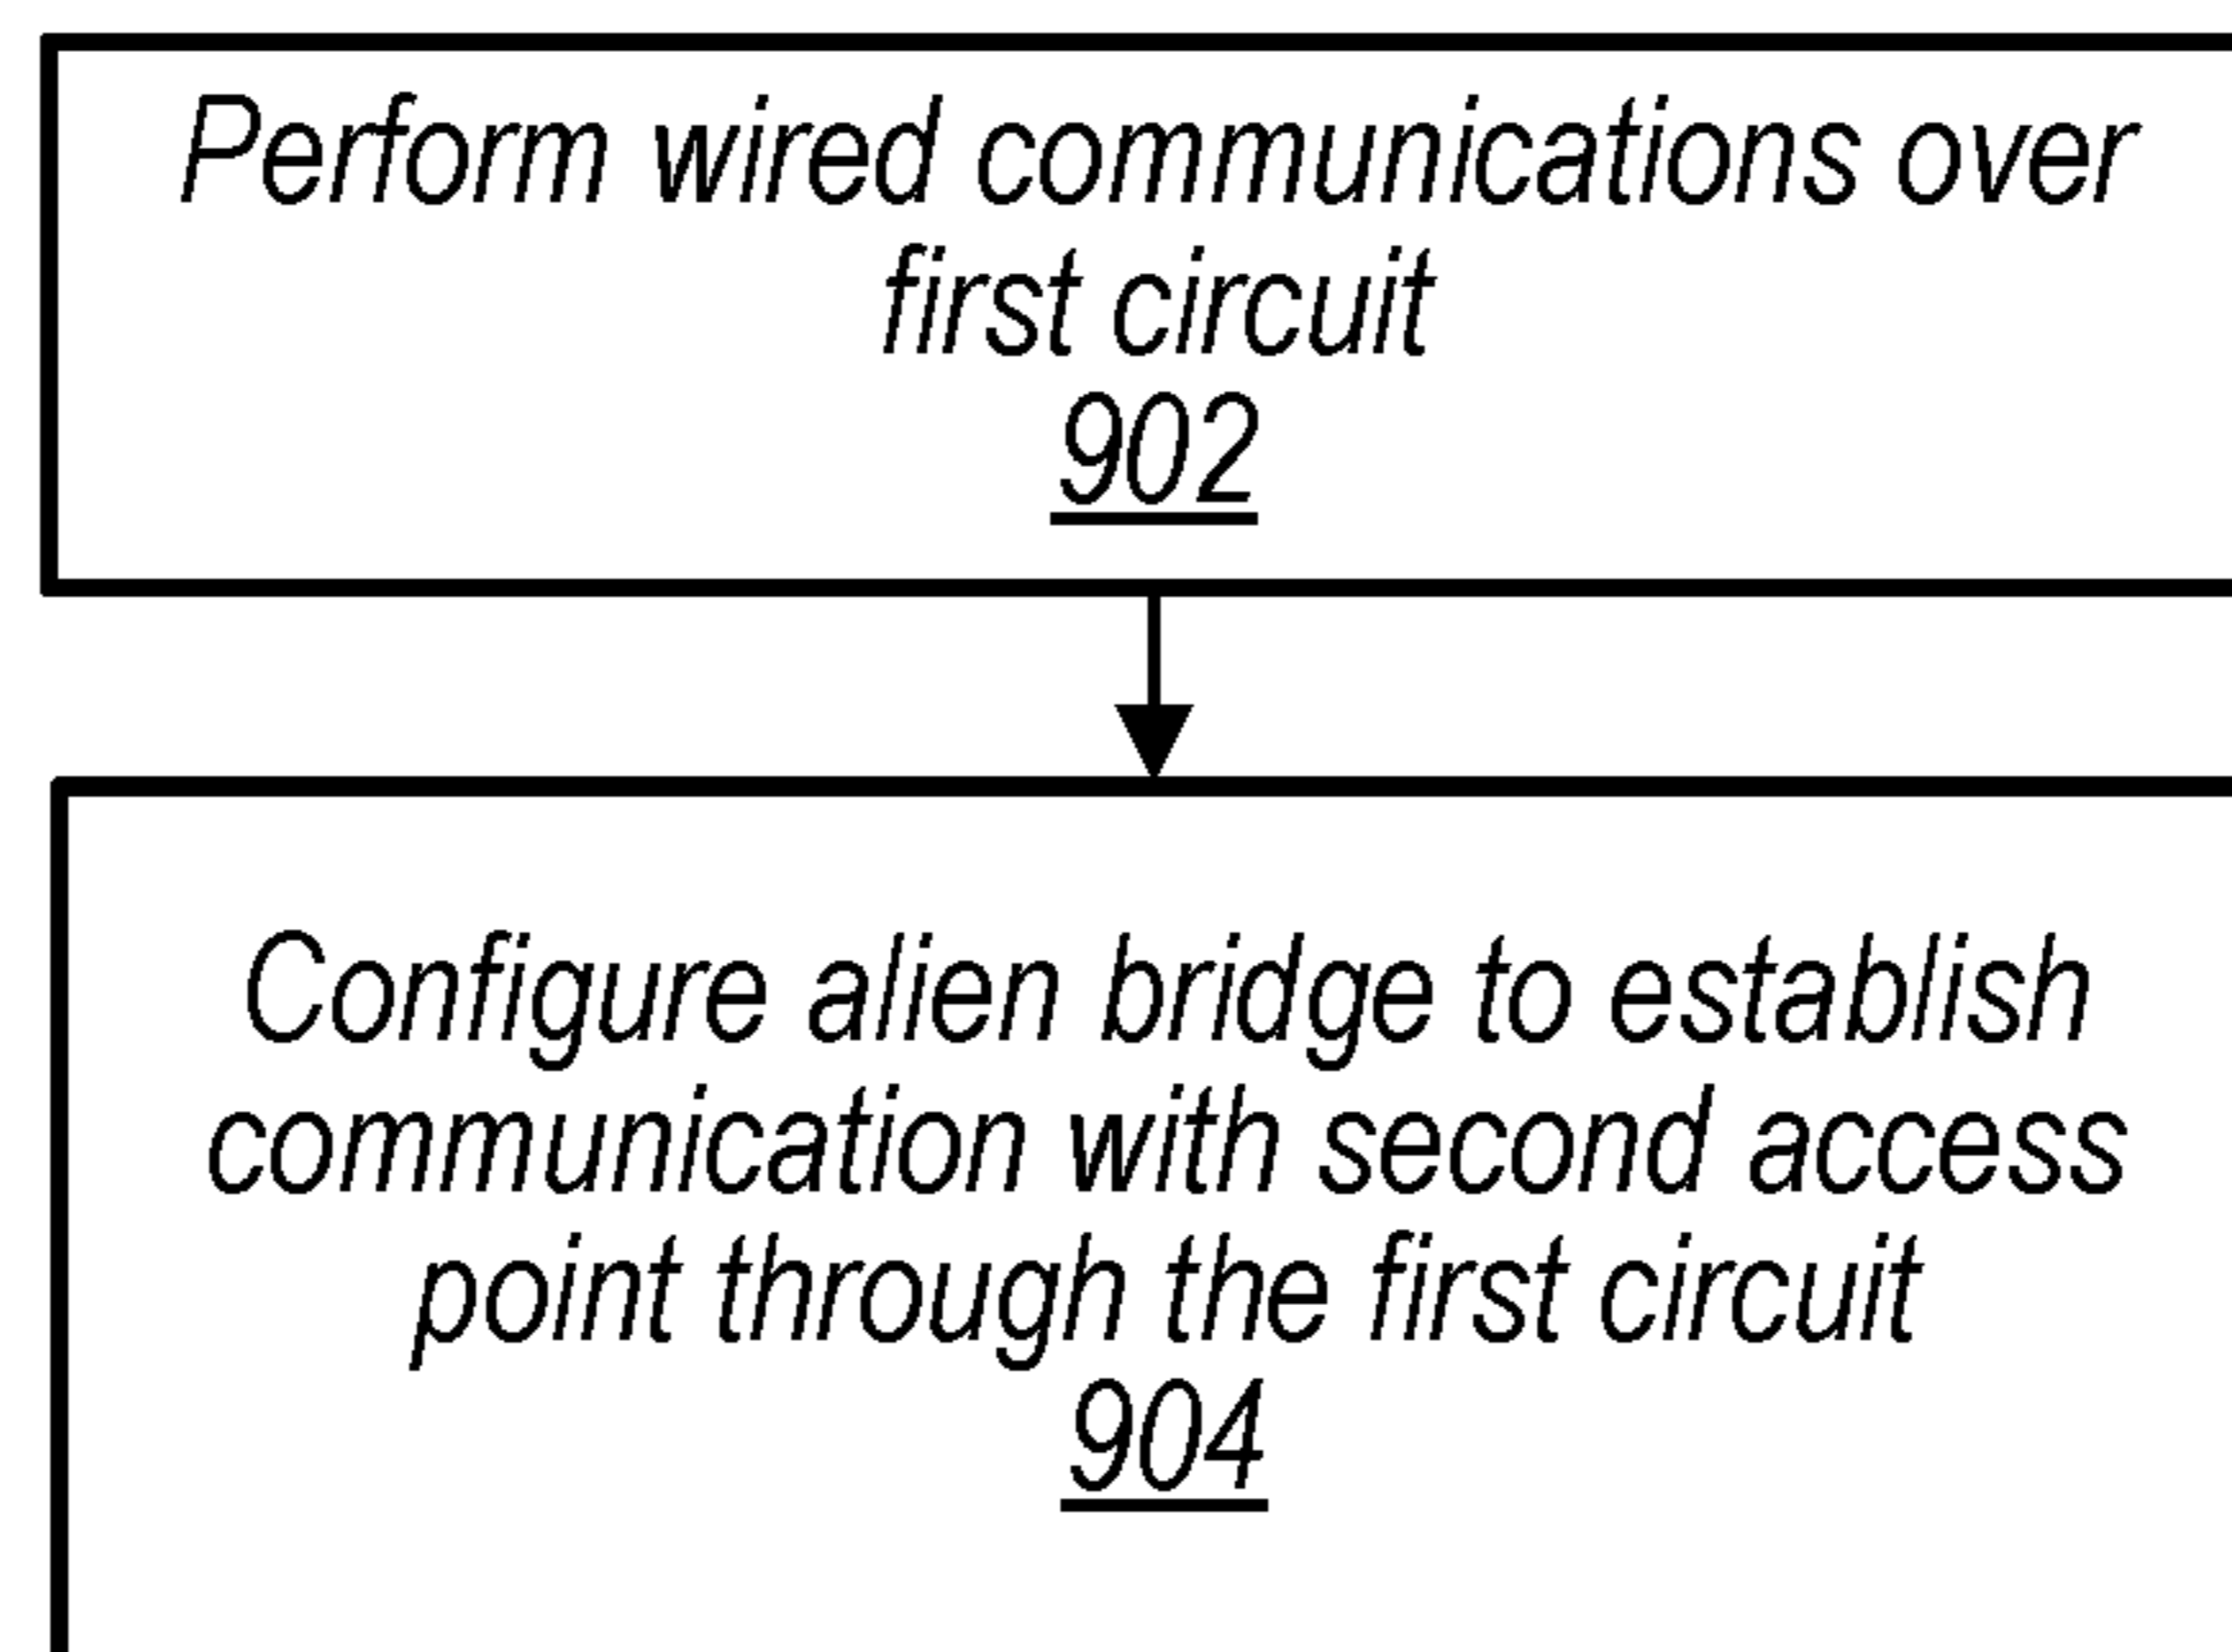 Perform wired communications over
first circuit
902
Configure alien bridge to establish
communication with second access
point through the first circuit
904